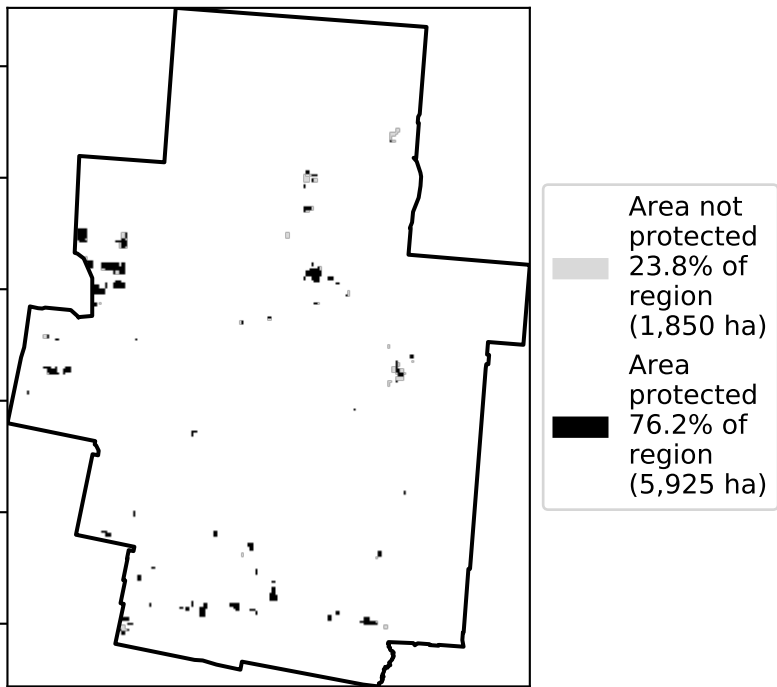 Area not
protected
23.8% of
region
(1,850 ha)
Area
protected
76.2% of
region
(5,925 ha)